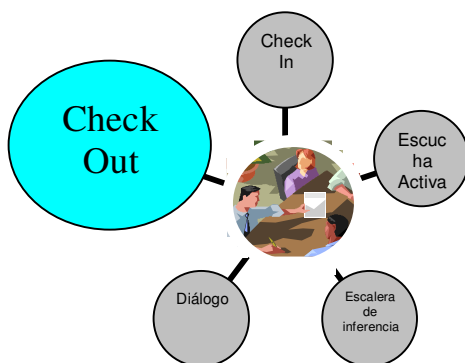 Check
In
Check
Out
Escuc
ha
Activa
Diálogo
Escalera
de
inferencia